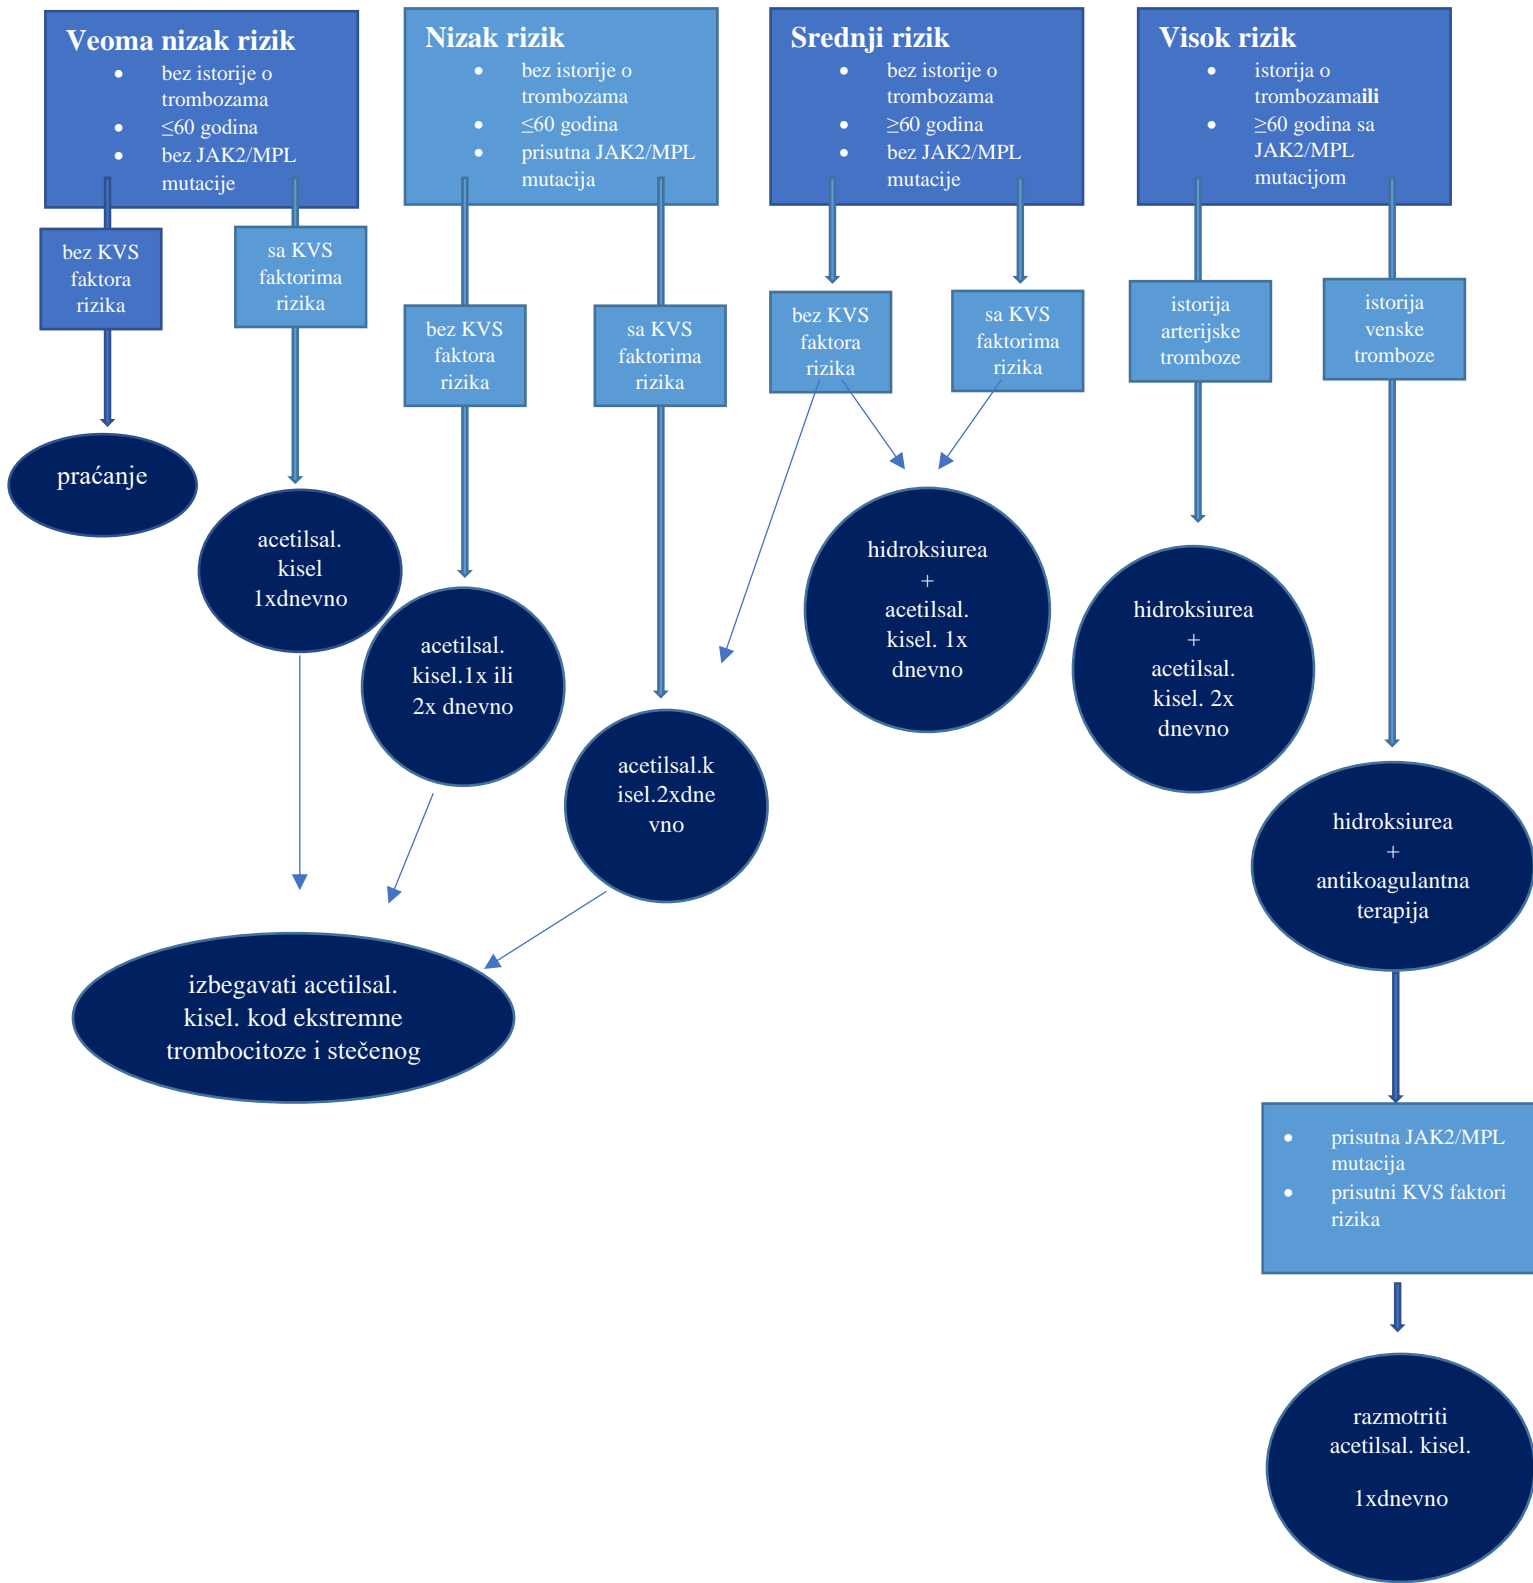 Veoma nizak rizik
• bez istorije o
trombozama
• ≤60 godina
• bez JAK2/MPL
mutacije
Nizak rizik
• bez istorije o
trombozama
• ≤60 godina
• prisutna JAK2/MPL
mutacija
Srednji rizik
• bez istorije o
trombozama
• ≥60 godina
• bez JAK2/MPL
mutacije
Visok rizik
• istorija o
trombozamaili
• ≥60 godina sa
JAK2/MPL
mutacijom
bez KVS
faktora
rizika
sa KVS
faktorima
rizika
bez KVS
faktora
rizika
sa KVS
faktorima
rizika
bez KVS
faktora
rizika
sa KVS
faktorima
rizika
istorija
arterijske
tromboze
istorija
venske
tromboze
praćanje
acetilsal.
kisel
1xdnevno
acetilsal.
kisel.1x ili
2x dnevno
acetilsal.k
isel.2xdne
vno
hidroksiurea
+
acetilsal.
kisel. 1x
dnevno
hidroksiurea
+
acetilsal.
kisel. 2x
dnevno
hidroksiurea
+
antikoagulantna
terapija
izbegavati acetilsal.
kisel. kod ekstremne
trombocitoze i stečenog
• prisutna JAK2/MPL
mutacija
• prisutni KVS faktori
rizika
razmotriti
acetilsal. kisel.
1xdnevno